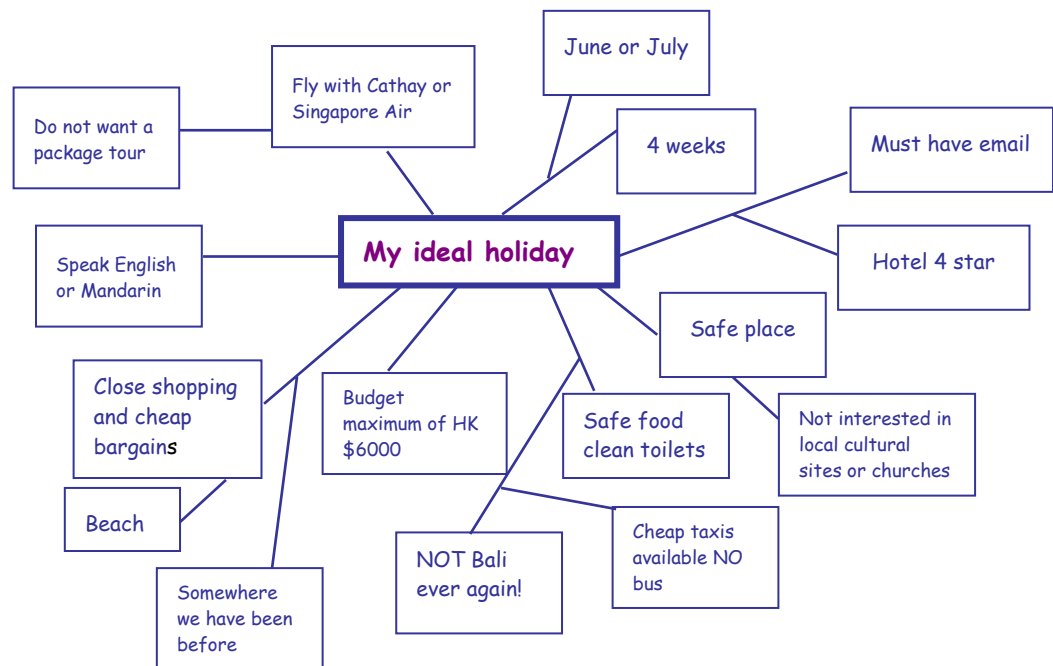 June or July
Fly with Cathay or
Singapore Air
Do not want a
package tour
4 weeks
Must have email
My ideal holiday
Speak English
or Mandarin
Hotel 4 star
Safe place
Close shopping
and cheap
bargains
Budget
maximum of HK
$6000
Safe food
clean toilets
Not interested in
local cultural
sites or churches
Beach
NOT Bali
ever again!
Cheap taxis
available NO
bus
Somewhere
we have been
before